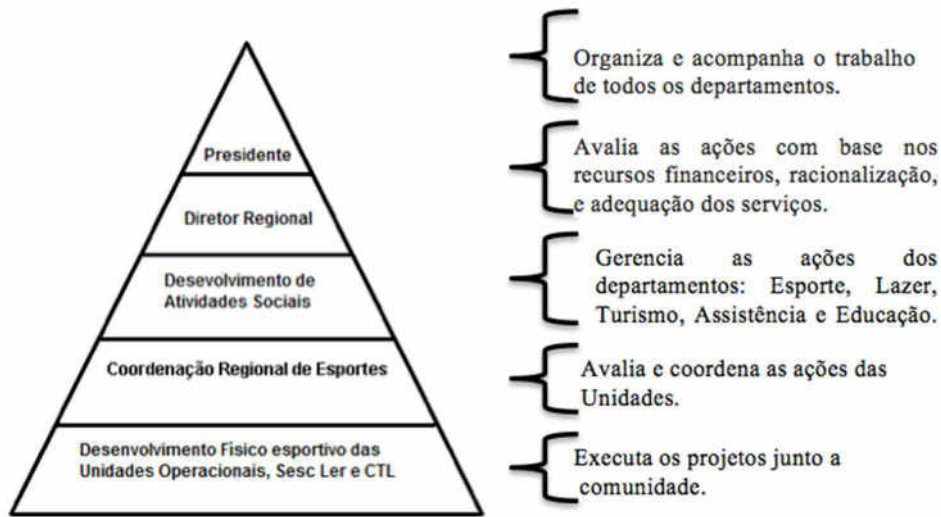 Organiza e acompanha o trabalho
de todos os departamentos.
Presidente
Avalia as ações com base nos
recursos financeiros, racionalização,
e adequação dos serviços.
Diretor Regional
Gerencia as ações dos
departamentos: Esporte, Lazer,
Turismo, Assistência e Educação.
Desevolvimento de
Atividades Sociais
Avalia e coordena as ações das
Unidades.
Coordenação Regional de Esportes
Executa os projetos junto a
comunidade.
Desenvolvimento Físico esportivo das
Unidades Operacionais, Sesc Ler e CTL